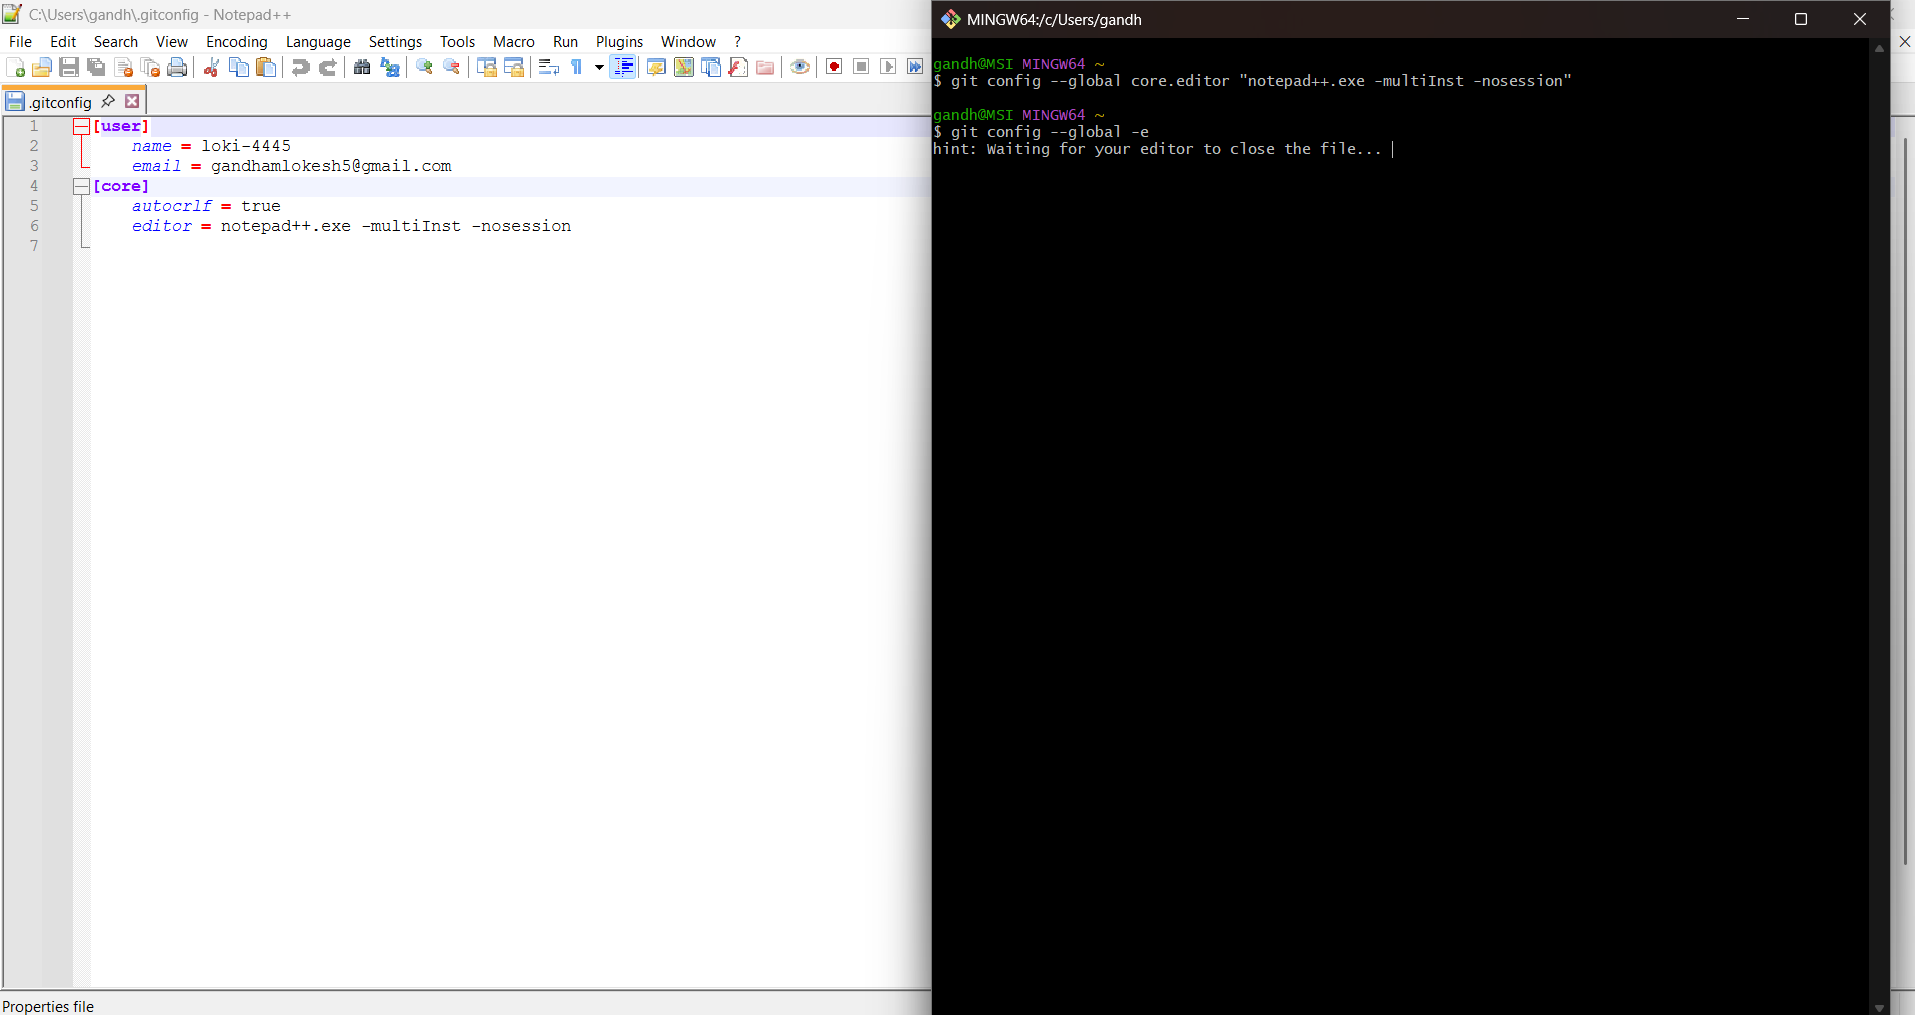 C:\Users\gandh\.gitconfig - Notepad++
File Edit Search View Encoding Language Settings Tools Macro Run Plugins Window ?
.gitconfig
1 [user]
2 name = loki-4445
3 email = gandhamlokesh5@gmail.com
4 [core]
5 autocrlf = true
6 editor = notepad++.exe -multiInst -nosession
7
Properties file
MINGW64:/c/Users/gandh
gandh@MSI MINGW64 ~
$ git config --global core.editor "notepad++.exe -multiInst -nosession"
gandh@MSI MINGW64 ~
$ git config --global -e
hint: Waiting for your editor to close the file...